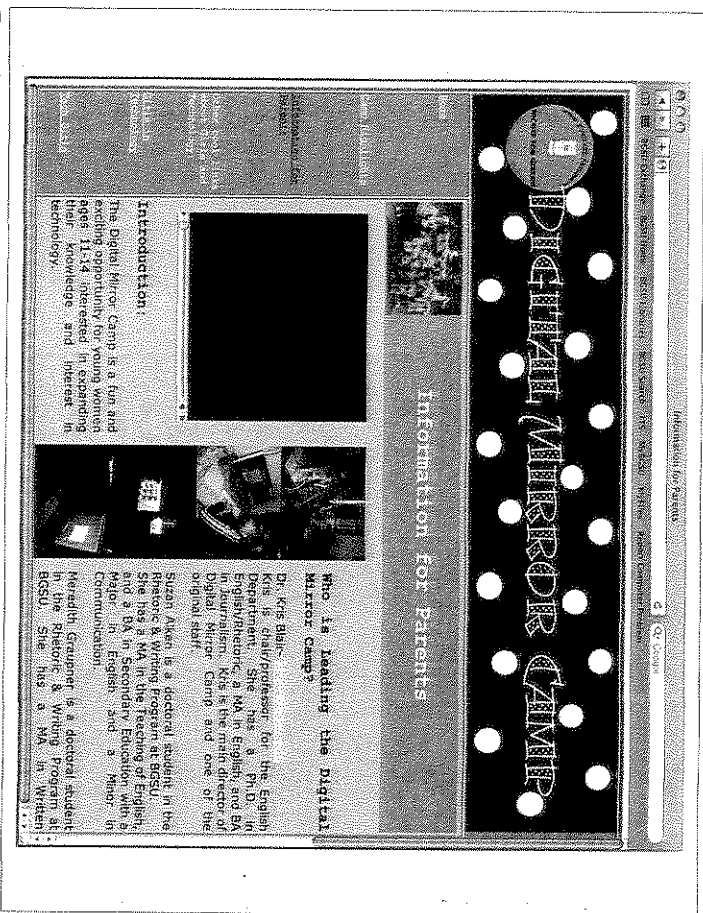 Information for Parents
Google
DIGITAL MIRROR CAMP
Information for Parents
Information for
Parents
Introduction:
The Digital Mirror Camp is a fun and
exciting opportunity for young women
ages 11-14 interested in expanding
their knowledge and interest in
technology.
Who is Leading the Digital
Mirror Camp?
Dr. Kris Blair-
Kris is chair/professor for the English
Department. She has a Ph.D. in
English/Rhetoric, a MA in English, and BA
in Journalism. Kris is the main director of
Digital Mirror Camp and one of the
original staff.
Suzan Aiken is a doctoral student in the
Rhetoric & Writing Program at BGSU.
She has a MA in the Teaching of English,
and a BA in Secondary Education with a
Major in English and a Minor in
Communication.
Meredith Graupner is a doctoral student
in the Rhetoric & Writing Program at
BGSU. She has a MA in Written